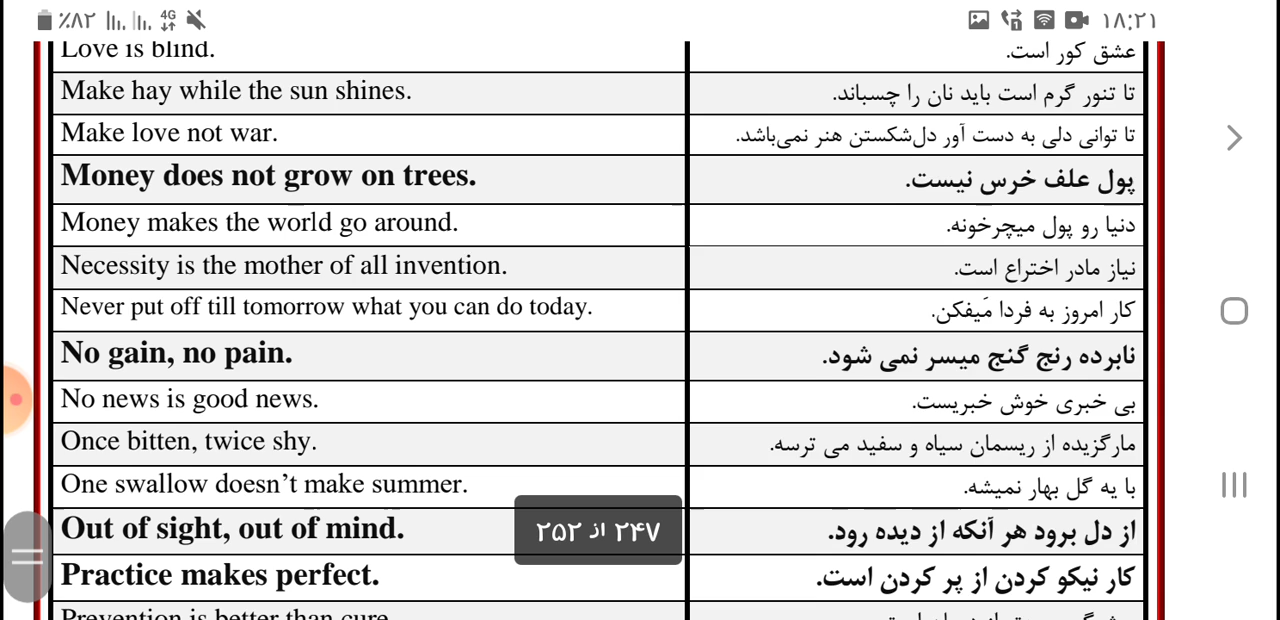 ٪۸۲ 4G ۱۸:۲۱
Love is blind. عشق کور است.
Make hay while the sun shines. تا تنور گرم است باید نان را چسباند.
Make love not war. تا توانی دلی به دست آور دل‌شکستن هنر نمی‌باشد.
Money does not grow on trees. پول علف خرس نیست.
Money makes the world go around. دنیا رو پول میچرخونه.
Necessity is the mother of all invention. نیاز مادر اختراع است.
Never put off till tomorrow what you can do today. کار امروز به فردا مَیفکن.
No gain, no pain. نابرده رنج گنج میسر نمی شود.
No news is good news. بی خبری خوش خبریست.
Once bitten, twice shy. مارگزیده از ریسمان سیاه و سفید می ترسه.
One swallow doesn’t make summer. با یه گل بهار نمیشه.
Out of sight, out of mind. از دل برود هر آنکه از دیده رود.
۲۴۷ از ۲۵۲
Practice makes perfect. کار نیکو کردن از پر کردن است.
Prevention is better than cure